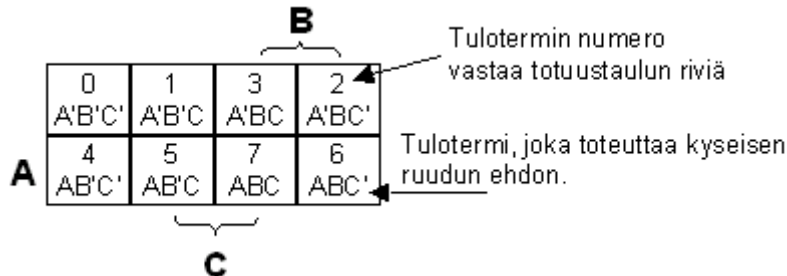 B
Tulotermin numero
vastaa totuustaulun riviä
0 1 3 2
A'B'C' A'B'C A'BC A'BC'
A
4 5 7 6
AB'C' AB'C ABC ABC'
Tulotermi, joka toteuttaa kyseisen
ruudun ehdon.
C